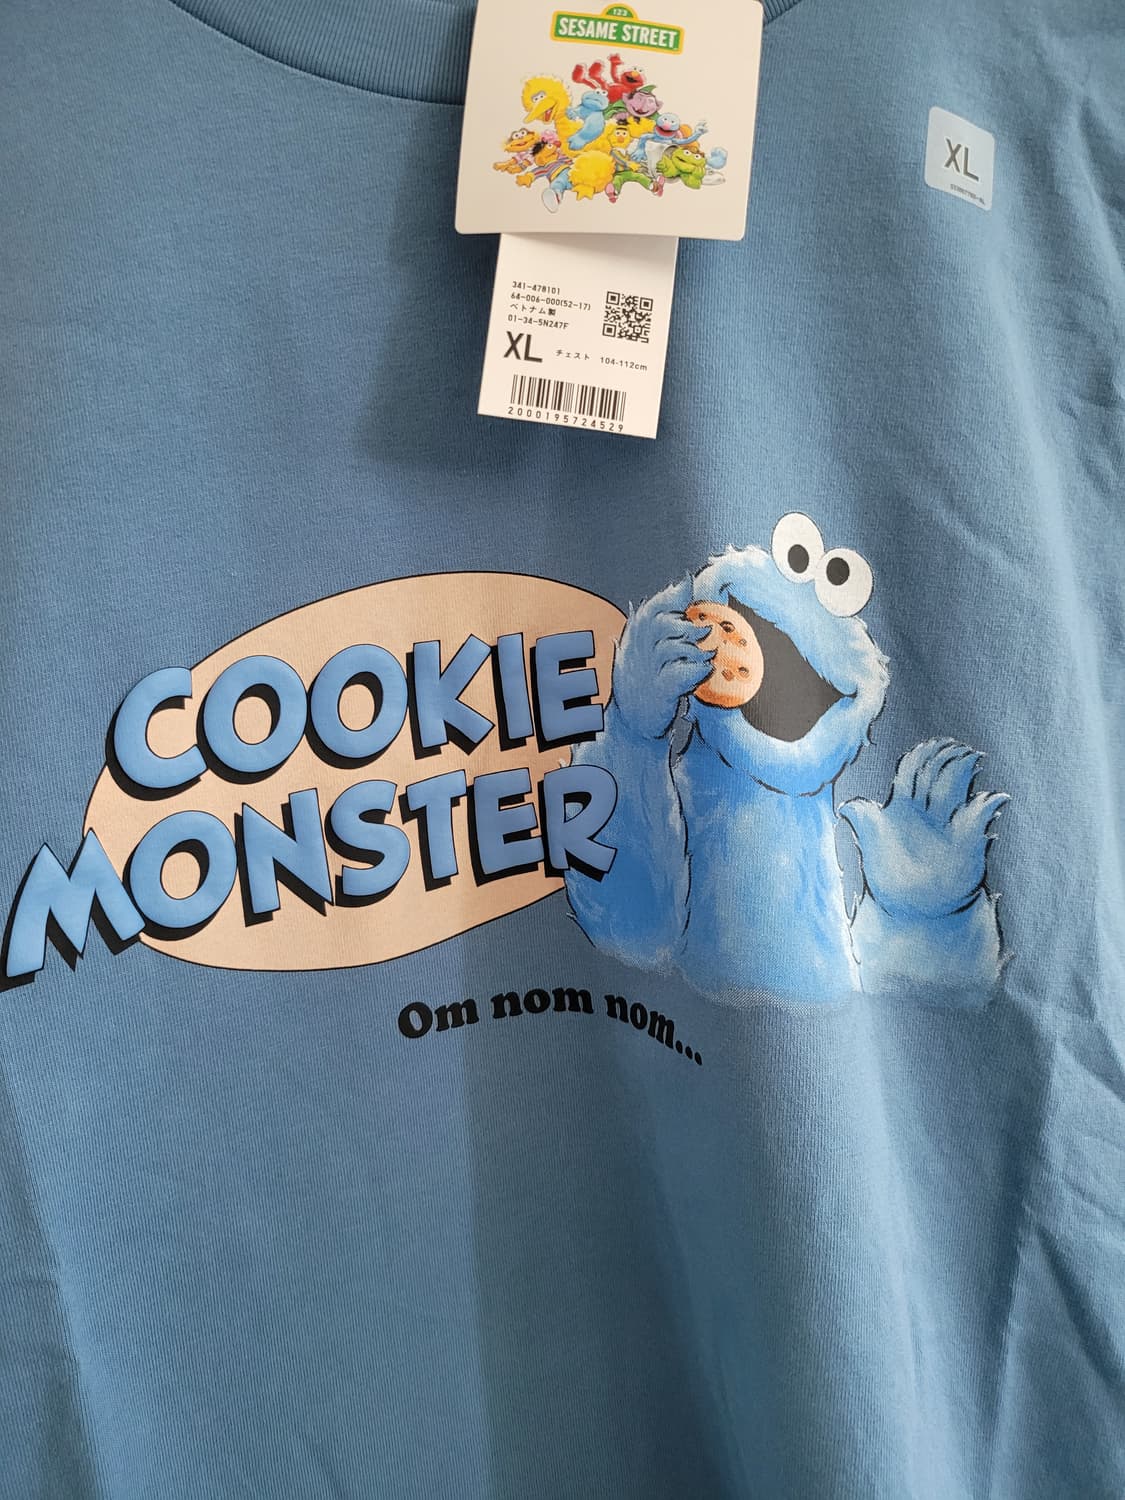 123
SESAME STREET
XL
341-478101
64-006-000(52-17)
ベトナム製
01-34-5N247F
XL チェスト 104-112cm
2000195724529
COOKIE
MONSTER
Om nom nom...